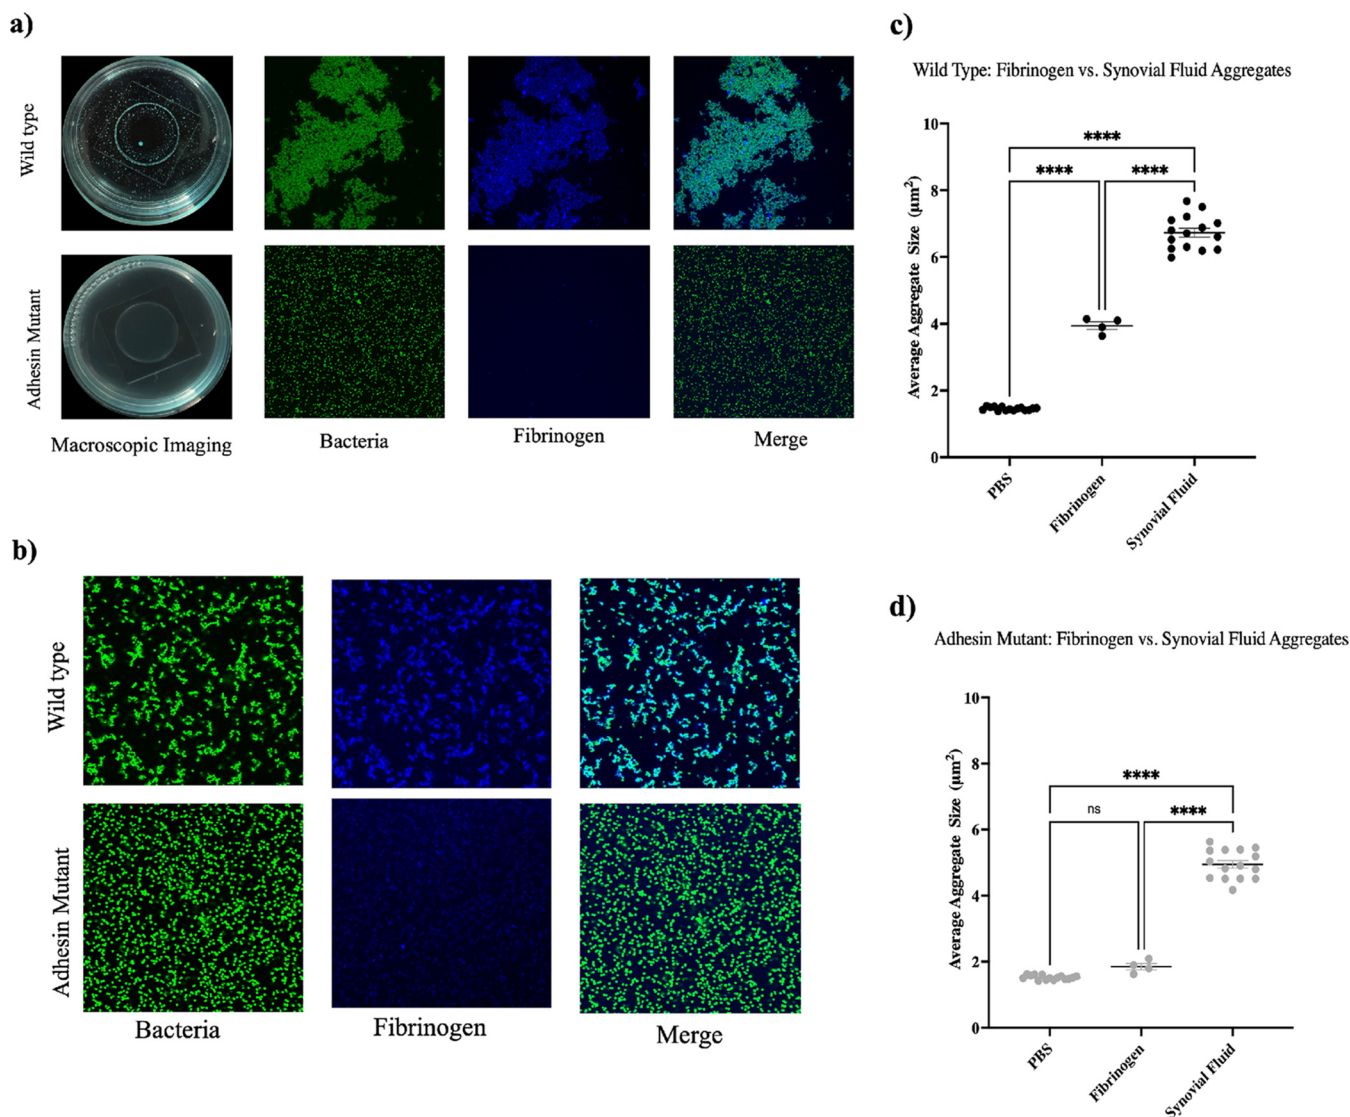 a)
Wild type
Adhesin Mutant
Macroscopic Imaging
Bacteria
Fibrinogen
Merge
b)
Wild type
Adhesin Mutant
Bacteria
Fibrinogen
Merge
c)
Wild Type: Fibrinogen vs. Synovial Fluid Aggregates
Average Aggregate Size (µm²)
10
8
6
4
2
0
****
****
****
PBS
Fibrinogen
Synovial Fluid
d)
Adhesin Mutant: Fibrinogen vs. Synovial Fluid Aggregates
Average Aggregate Size (µm²)
10
8
6
4
2
0
****
ns
****
PBS
Fibrinogen
Synovial Fluid